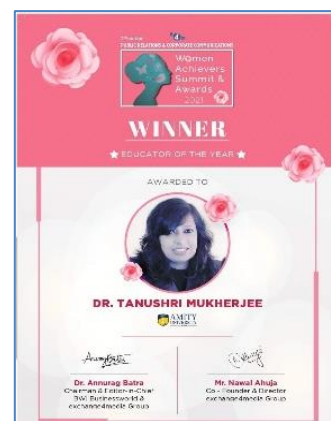 PUBLIC RELATIONS & CORPORATE COMMUNICATIONS
Women
Achievers
Summit &
Awards
2021
WINNER
EDUCATOR OF THE YEAR
AWARDED TO
DR. TANUSHRI MUKHERJEE
AMITY
UNIVERSITY
Dr. Annurag Batra
Chairman & Editor-in-Chief
BW Businessworld &
exchange4media Group
Mr. Nawal Ahuja
Co - Founder & Director
exchange4media Group